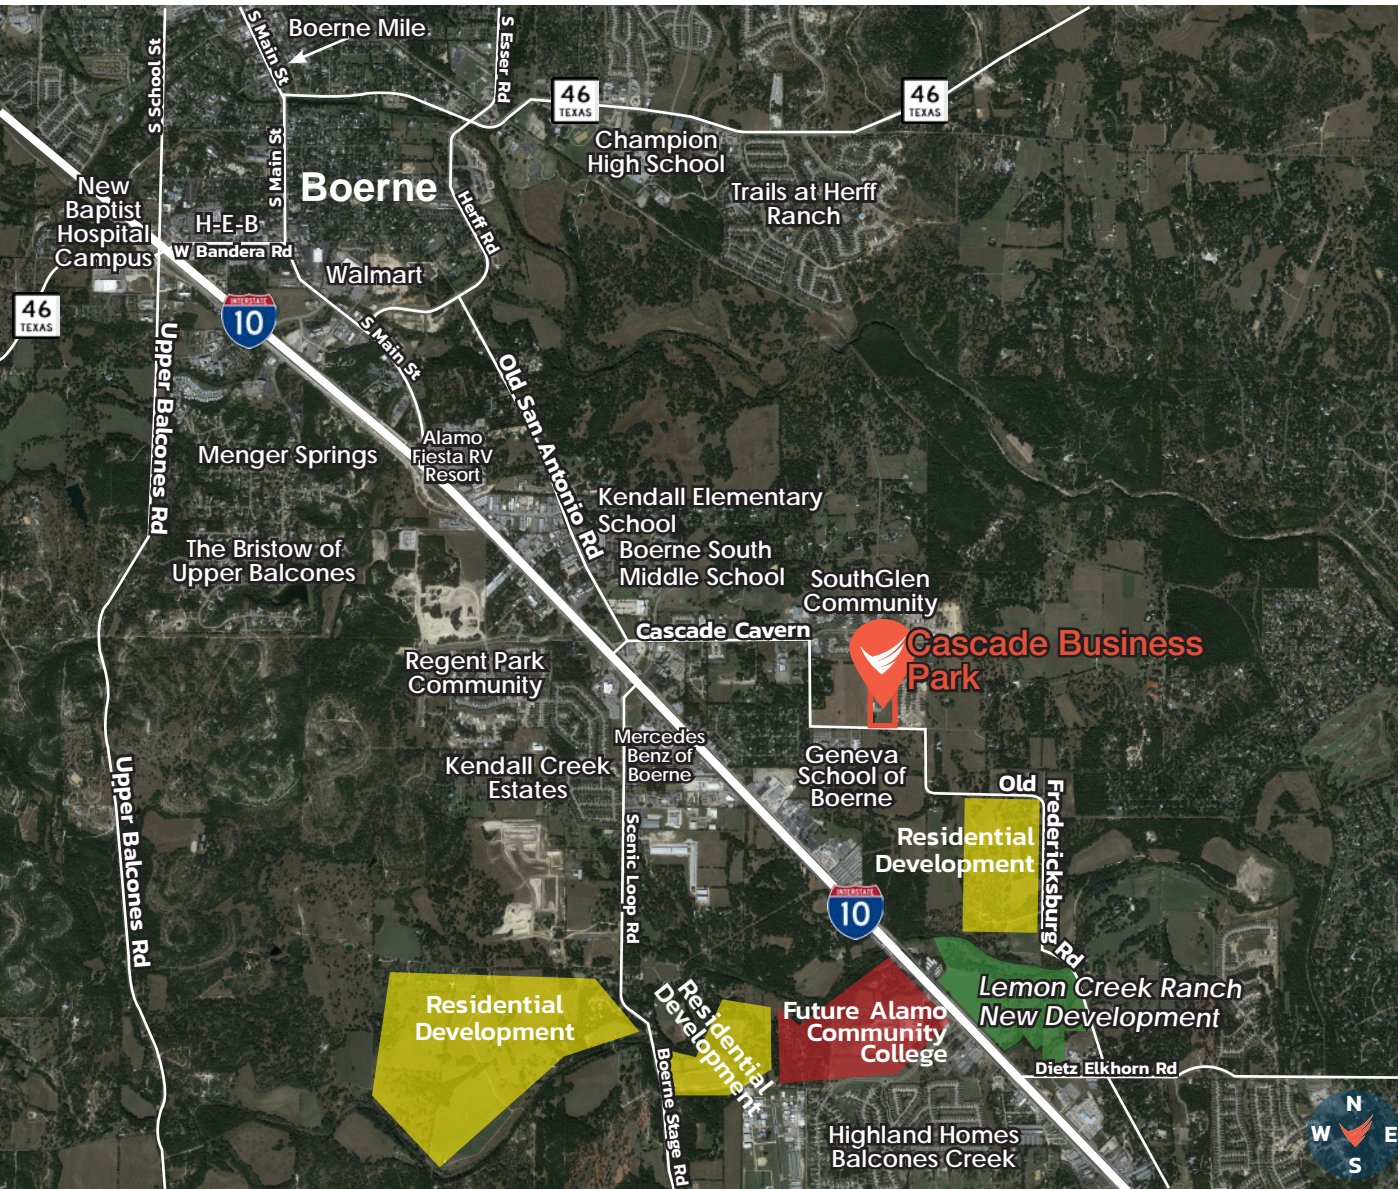 S School St
S Main St
Boerne Mile
S Esser Rd
46
TEXAS
46
TEXAS
Champion
High School
S Main St
Boerne
New
Baptist
Hospital
Campus
H-E-B
W Bandera Rd
Herff Rd
Trails at Herff
Ranch
Walmart
46
TEXAS
INTERSTATE
10
S Main St
Upper Balcones Rd
Old San Antonio Rd
Menger Springs
Alamo
Fiesta RV
Resort
Kendall Elementary
School
Boerne South
Middle School
The Bristow of
Upper Balcones
SouthGlen
Community
Cascade Cavern
Cascade Business
Park
Regent Park
Community
Mercedes
Benz of
Boerne
Kendall Creek
Estates
Geneva
School of
Boerne
Upper Balcones Rd
Scenic Loop Rd
Old
Fredericksburg
Rd
Residential
Development
INTERSTATE
10
Lemon Creek Ranch
New Development
Residential
Development
Residential
Development
Future Alamo
Community
College
Boerne Stage Rd
Dietz Elkhorn Rd
Highland Homes
Balcones Creek
N
W E
S